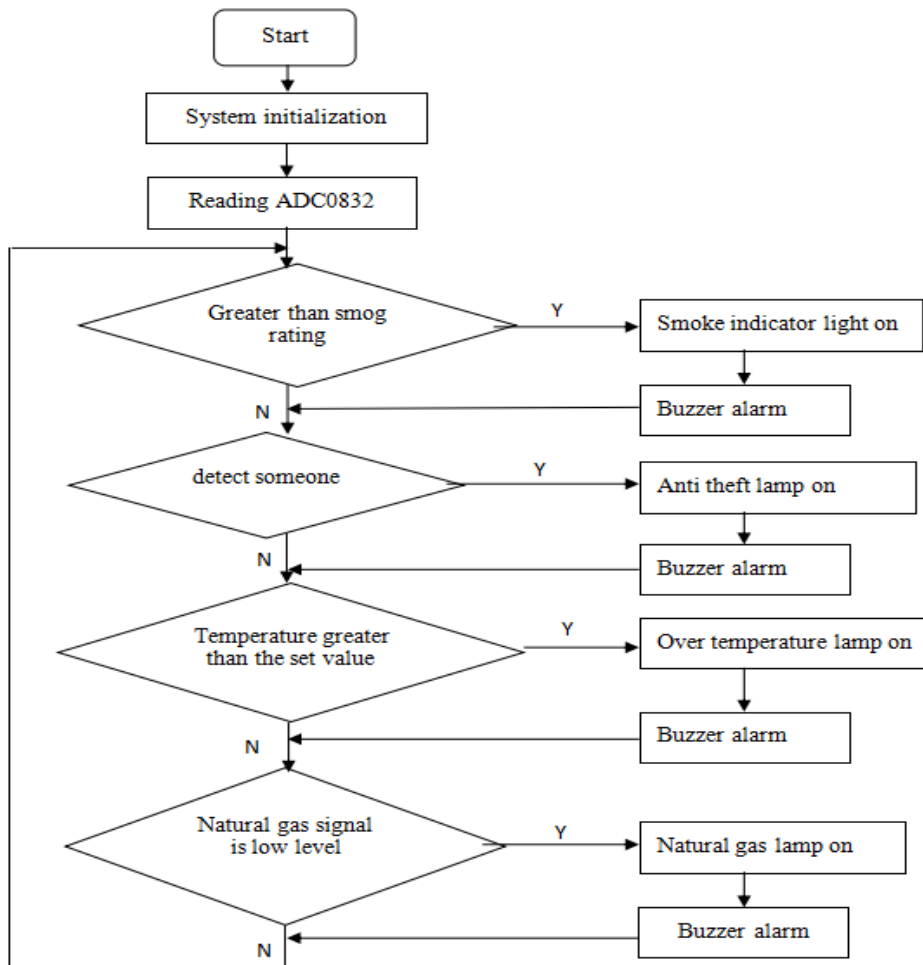 Start
System initialization
Reading ADC0832
Greater than smog
rating
Y
Smoke indicator light on
N
Buzzer alarm
detect someone
Y
Anti theft lamp on
N
Buzzer alarm
Temperature greater
than the set value
Y
Over temperature lamp on
N
Buzzer alarm
Natural gas signal
is low level
Y
Natural gas lamp on
N
Buzzer alarm